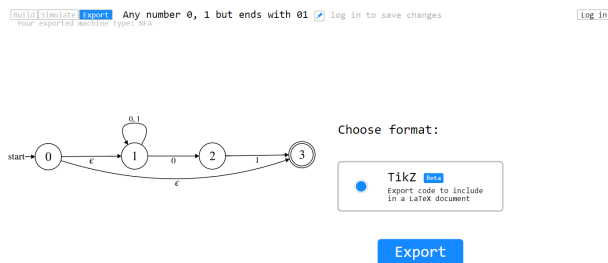 Build Simulate Export Any number 0, 1 but ends with 01 log in to save changes Log in
Your exported machine type: NFA
0, 1
start 0 ϵ 1 0 2 1 3
ϵ
Choose format:
TikZ Beta
Export code to include
in a LaTeX document
Export